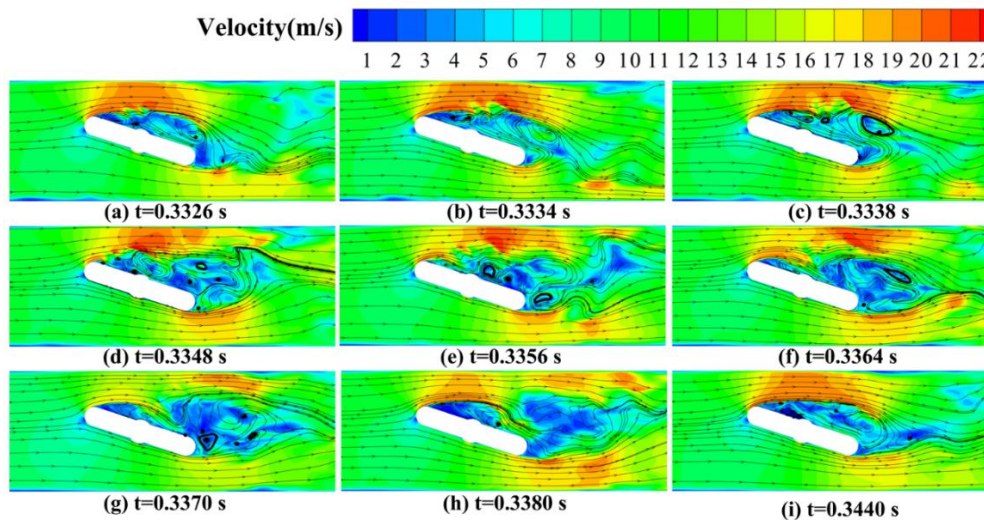 Velocity(m/s)
1 2 3 4 5 6 7 8 9 10 11 12 13 14 15 16 17 18 19 20 21 22
(a) t=0.3326 s (b) t=0.3334 s (c) t=0.3338 s
(d) t=0.3348 s (e) t=0.3356 s (f) t=0.3364 s
(g) t=0.3370 s (h) t=0.3380 s (i) t=0.3440 s